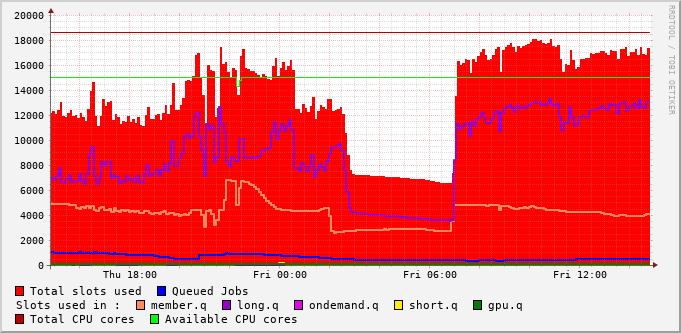 20000
18000
16000
14000
12000
10000
8000
6000
4000
2000
0
Thu 18:00 Fri 00:00 Fri 06:00 Fri 12:00
RRDTOOL / TOBI OETIKER
Total slots used Queued Jobs
Slots used in : member.q long.q ondemand.q short.q gpu.q
Total CPU cores Available CPU cores